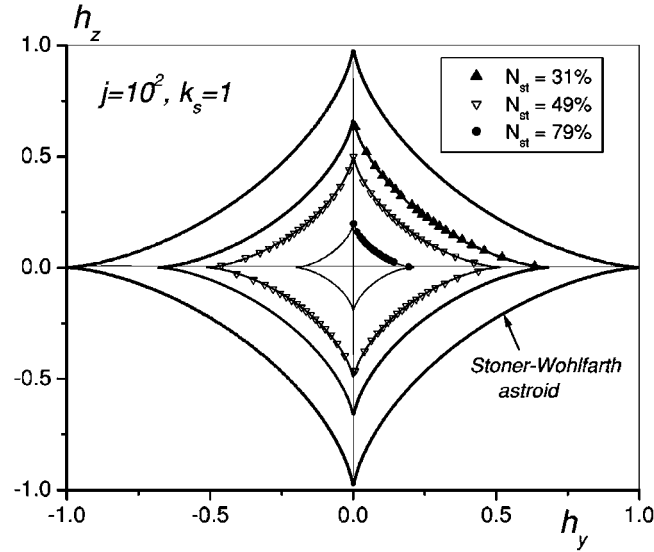 h_z
1.0
j=10^2, k_s=1
N_st = 31%
N_st = 49%
N_st = 79%
0.5
0.0
Stoner-Wohlfarth
astroid
-0.5
-1.0
-1.0
-0.5
0.0
0.5
1.0
h_y